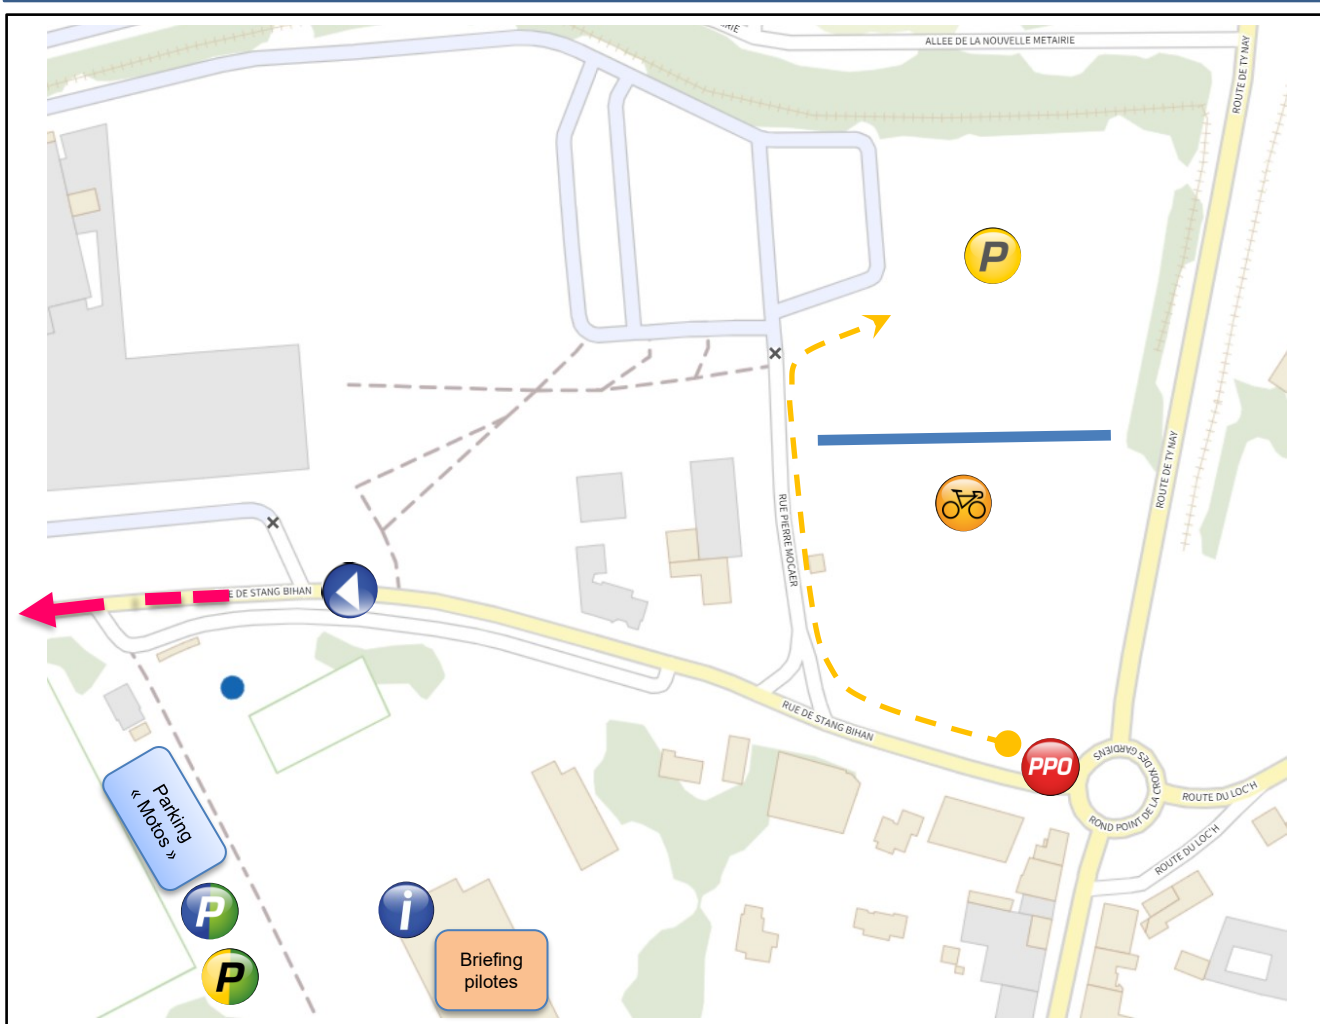 ALLEE DE LA NOUVELLE METAIRIE
ROUTE DE TY NAY
P
ROUTE DE TY NAY
RUE PIERRE MOCAER
E DE STANG BIHAN
RUE DE STANG BIHAN
PPO
ROND POINT DE LA CROIX DES GARDIENS
ROUTE DU LOC'H
ROUTE DU LOC'H
Parking
« Motos »
P
i
P
Briefing
pilotes